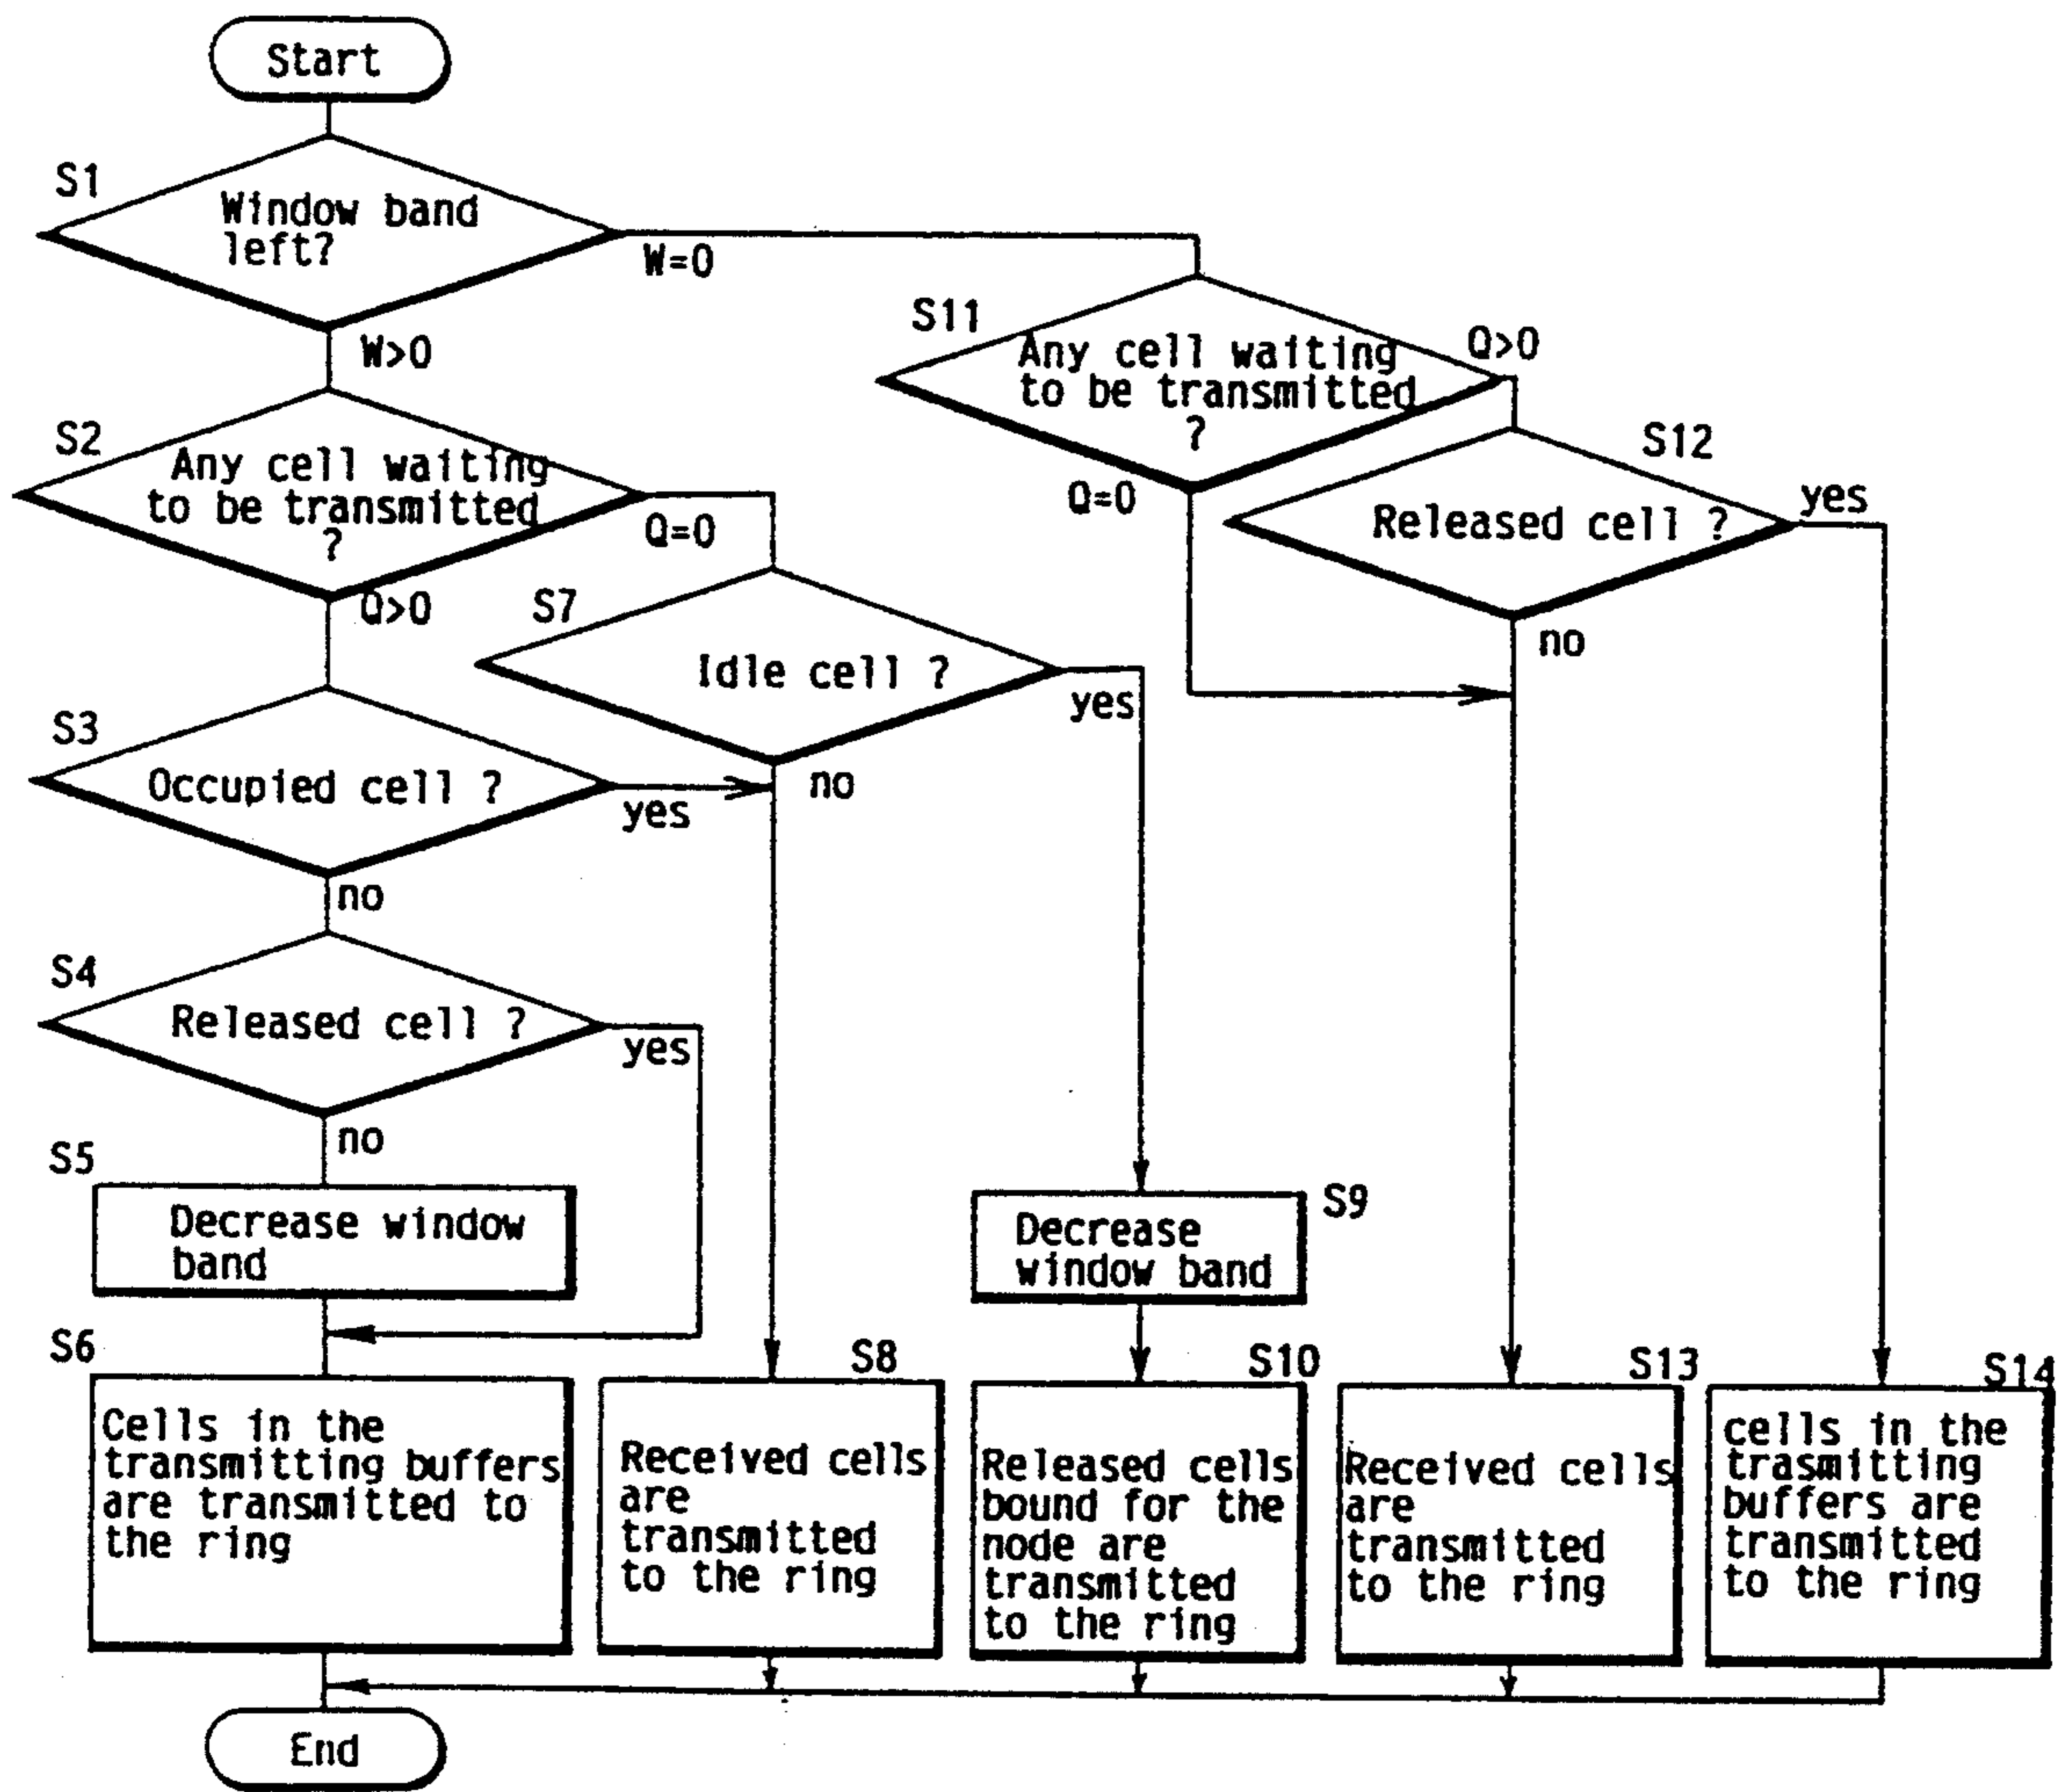 Start
S1
Window band
left?
W=0
W>0
S11
Any cell waiting
to be transmitted
?
Q>0
Q=0
S12
Released cell ?
yes
no
S2
Any cell waiting
to be transmitted
?
Q=0
Q>0
S7
Idle cell ?
yes
no
S3
Occupied cell ?
yes
no
S4
Released cell ?
yes
no
S5
Decrease window
band
S9
Decrease
window band
S6
Cells in the
transmitting buffers
are transmitted to
the ring
S8
Received cells
are
transmitted
to the ring
S10
Released cells
bound for the
node are
transmitted
to the ring
S13
Received cells
are
transmitted
to the ring
S14
cells in the
trasmitting
buffers are
transmitted
to the ring
End